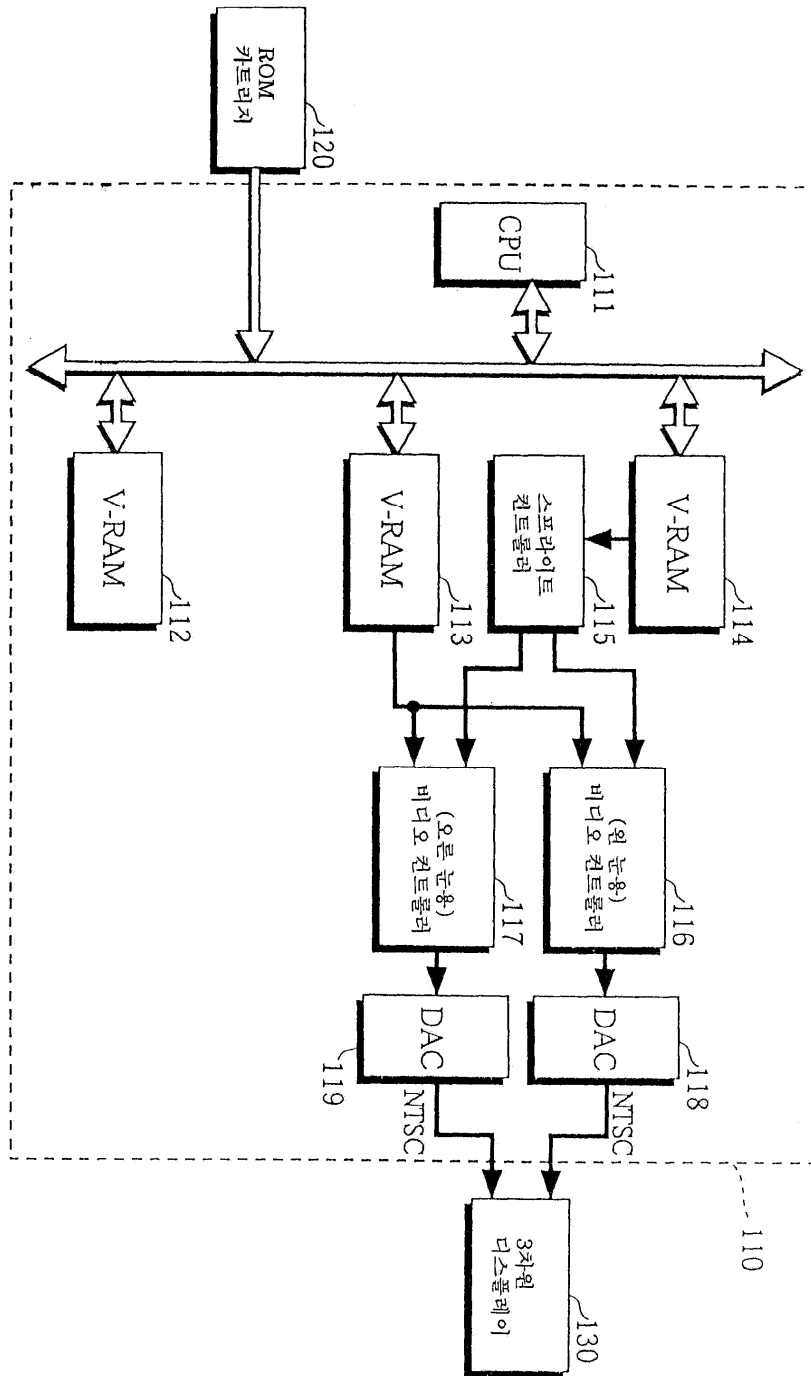 ROM
카트리지
120
CPU
111
V-RAM
114
스프라이트
컨트롤러
115
V-RAM
113
V-RAM
112
(왼 눈용)
비디오 컨트롤러
116
(오른 눈용)
비디오 컨트롤러
117
DAC
118
NTSC
DAC
119
NTSC
110
3차원
디스플레이
130